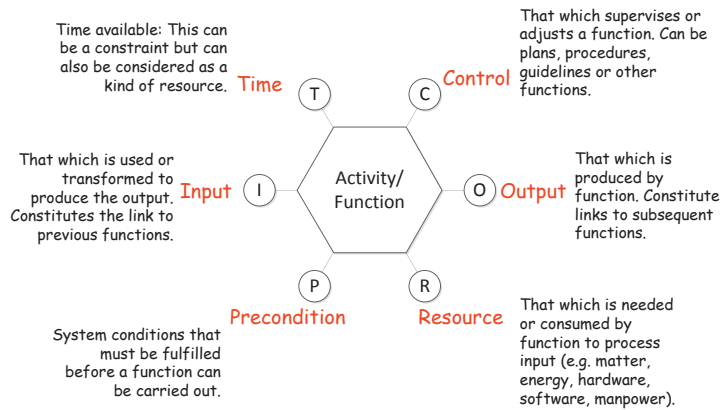 Time available: This can
be a constraint but can
also be considered as a
kind of resource.
Time
T
C
Control
That which supervises or
adjusts a function. Can be
plans, procedures,
guidelines or other
functions.
That which is used or
transformed to
produce the output.
Constitutes the link to
previous functions.
Input
I
Activity/
Function
O
Output
That which is
produced by
function. Constitute
links to subsequent
functions.
P
Precondition
System conditions that
must be fulfilled
before a function can
be carried out.
R
Resource
That which is needed
or consumed by
function to process
input (e.g. matter,
energy, hardware,
software, manpower).